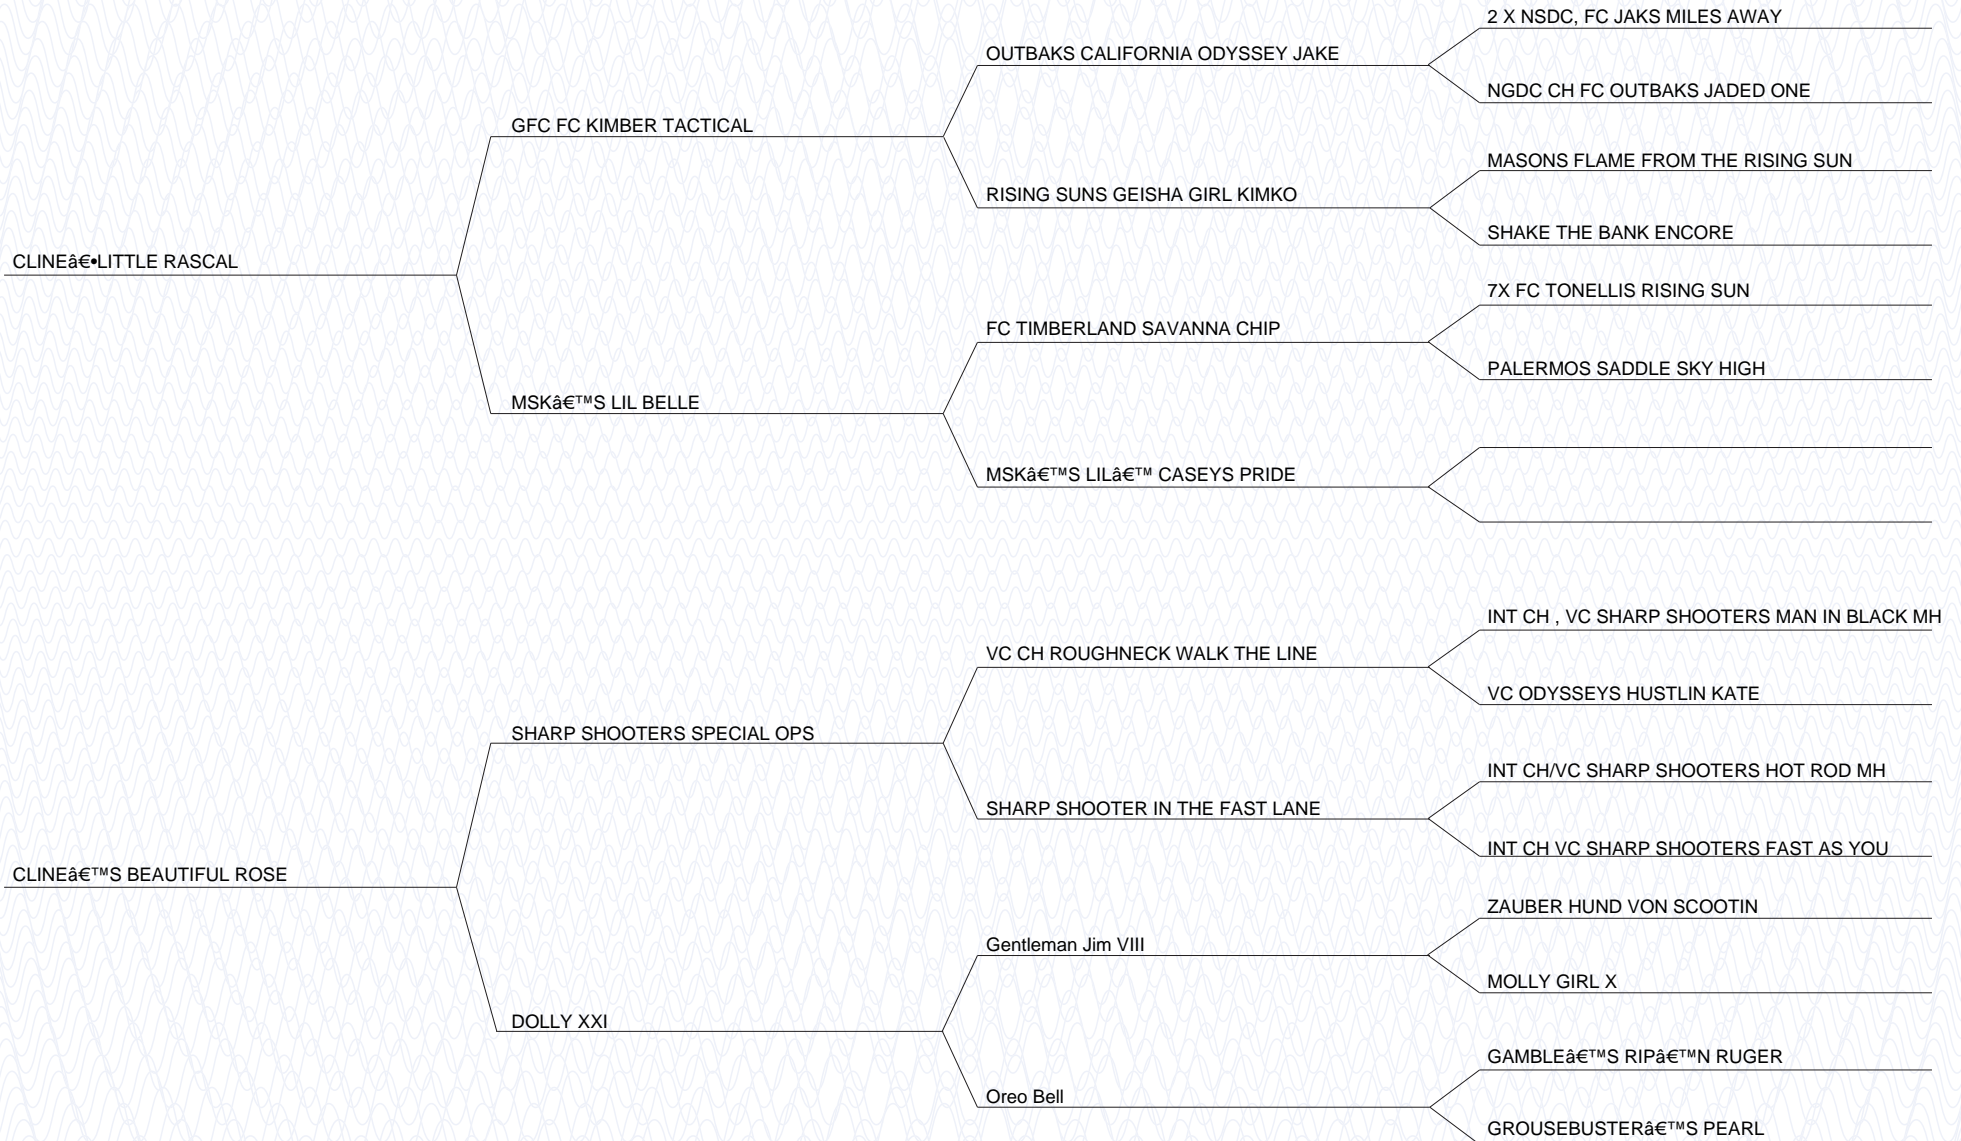 2 X NSDC, FC JAKS MILES AWAY
OUTBAKS CALIFORNIA ODYSSEY JAKE
NGDC CH FC OUTBAKS JADED ONE
GFC FC KIMBER TACTICAL
MASONS FLAME FROM THE RISING SUN
RISING SUNS GEISHA GIRL KIMKO
SHAKE THE BANK ENCORE
CLINEâ€•LITTLE RASCAL
7X FC TONELLIS RISING SUN
FC TIMBERLAND SAVANNA CHIP
PALERMOS SADDLE SKY HIGH
MSKâ€™S LIL BELLE
MSKâ€™S LILâ€™ CASEYS PRIDE
INT CH , VC SHARP SHOOTERS MAN IN BLACK MH
VC CH ROUGHNECK WALK THE LINE
VC ODYSSEYS HUSTLIN KATE
SHARP SHOOTERS SPECIAL OPS
INT CH/VC SHARP SHOOTERS HOT ROD MH
SHARP SHOOTER IN THE FAST LANE
INT CH VC SHARP SHOOTERS FAST AS YOU
CLINEâ€™S BEAUTIFUL ROSE
ZAUBER HUND VON SCOOTIN
Gentleman Jim VIII
MOLLY GIRL X
DOLLY XXI
GAMBLEâ€™S RIPâ€™N RUGER
Oreo Bell
GROUSEBUSTERâ€™S PEARL